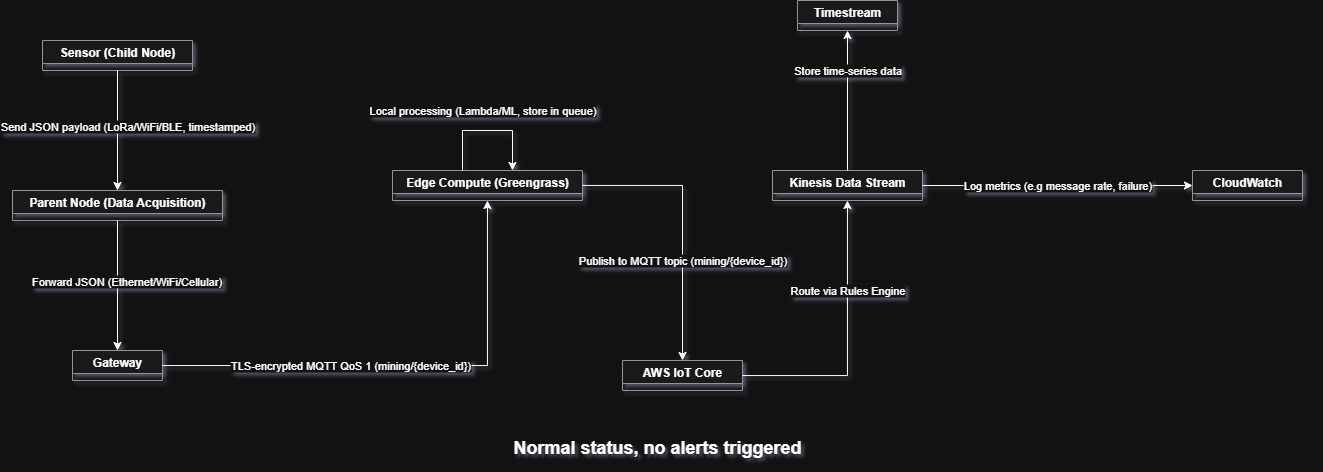 Timestream
Sensor (Child Node)
Store time-series data
Local processing (Lambda/ML, store in queue)
Send JSON payload (LoRa/WiFi/BLE, timestamped)
Edge Compute (Greengrass)
Kinesis Data Stream
Log metrics (e.g message rate, failure)
CloudWatch
Parent Node (Data Acquisition)
Publish to MQTT topic (mining/{device_id})
Forward JSON (Ethernet/WiFi/Cellular)
Route via Rules Engine
Gateway
TLS-encrypted MQTT QoS 1 (mining/{device_id})
AWS IoT Core
Normal status, no alerts triggered